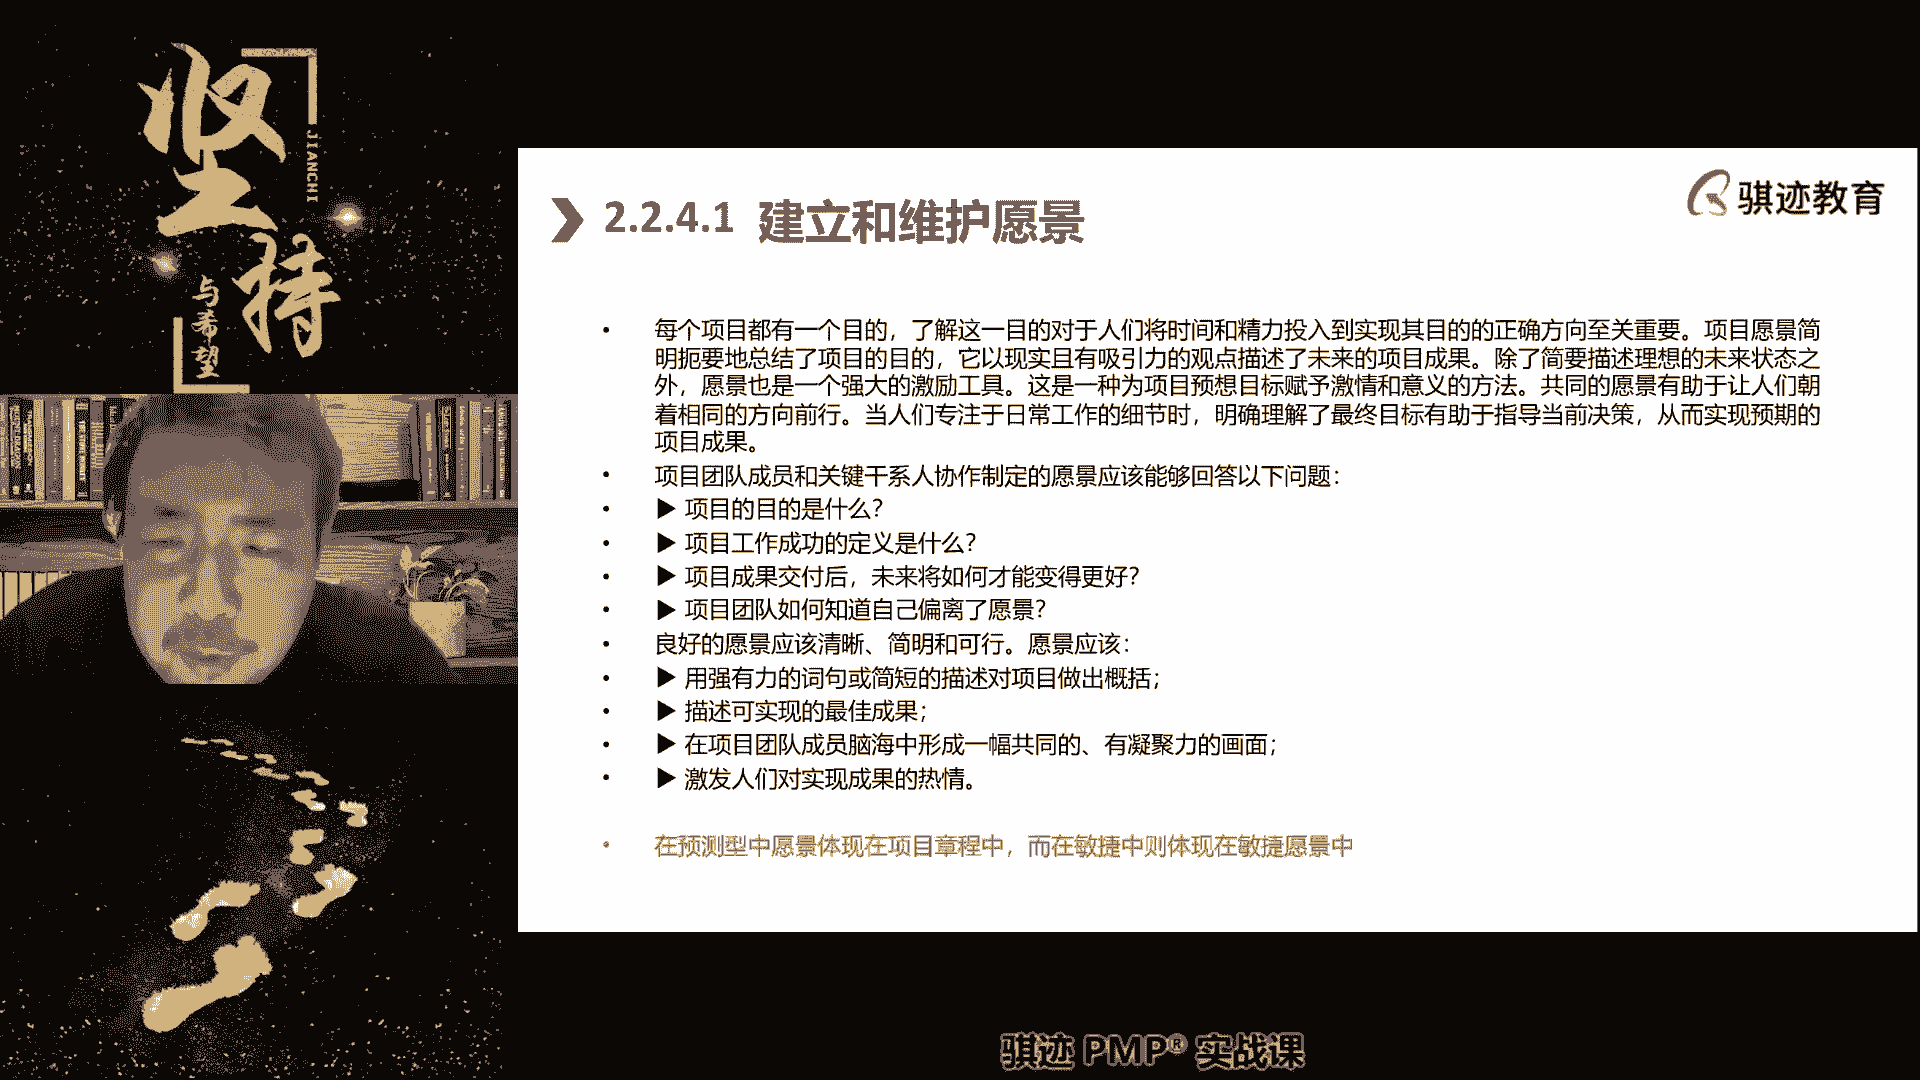 坚持
JIANCHI
与希望
骐迹教育
2.2.4.1 建立和维护愿景
• 每个项目都有一个目的，了解这一目的对于人们将时间和精力投入到实现其目的的正确方向至关重要。项目愿景简
明扼要地总结了项目的目的，它以现实且有吸引力的观点描述了未来的项目成果。除了简要描述理想的未来状态之
外，愿景也是一个强大的激励工具。这是一种为项目预想目标赋予激情和意义的方法。共同的愿景有助于让人们朝
着相同的方向前行。当人们专注于日常工作的细节时，明确理解了最终目标有助于指导当前决策，从而实现预期的
项目成果。
• 项目团队成员和关键干系人协作制定的愿景应该能够回答以下问题：
• ▶ 项目的目的是什么？
• ▶ 项目工作成功的定义是什么？
• ▶ 项目成果交付后，未来将如何才能变得更好？
• ▶ 项目团队如何知道自己偏离了愿景？
• 良好的愿景应该清晰、简明和可行。愿景应该：
• ▶ 用强有力的词句或简短的描述对项目做出概括；
• ▶ 描述可实现的最佳成果；
• ▶ 在项目团队成员脑海中形成一幅共同的、有凝聚力的画面；
• ▶ 激发人们对实现成果的热情。
• 在预测型中愿景体现在项目章程中，而在敏捷中则体现在敏捷愿景中
骐迹 PMP® 实战课